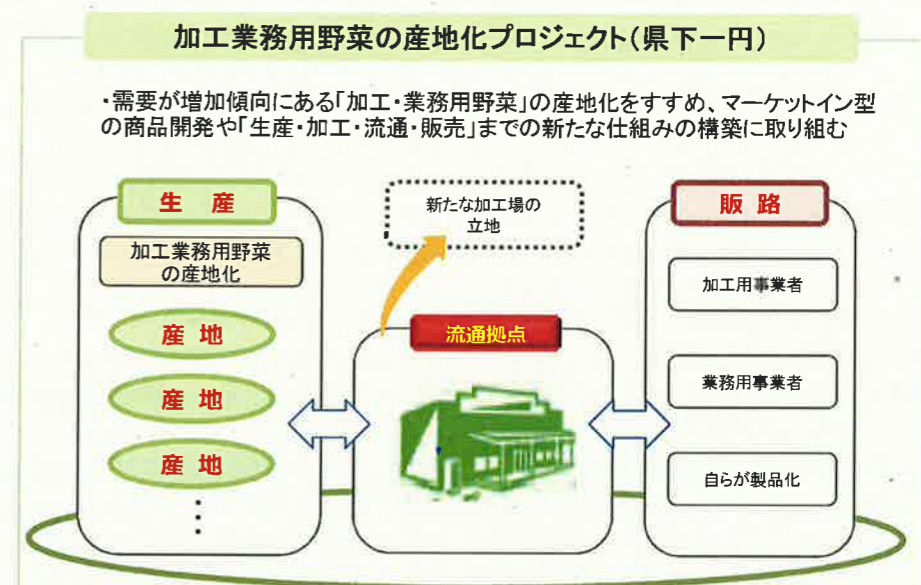 加工業務用野菜の産地化プロジェクト(県下一円)
・需要が増加傾向にある「加工・業務用野菜」の産地化をすすめ、マーケットイン型
の商品開発や「生産・加工・流通・販売」までの新たな仕組みの構築に取り組む
生 産
加工業務用野菜
の産地化
産 地
産 地
産 地
⋮
新たな加工場の
立地
流通拠点
販 路
加工用事業者
業務用事業者
自らが製品化